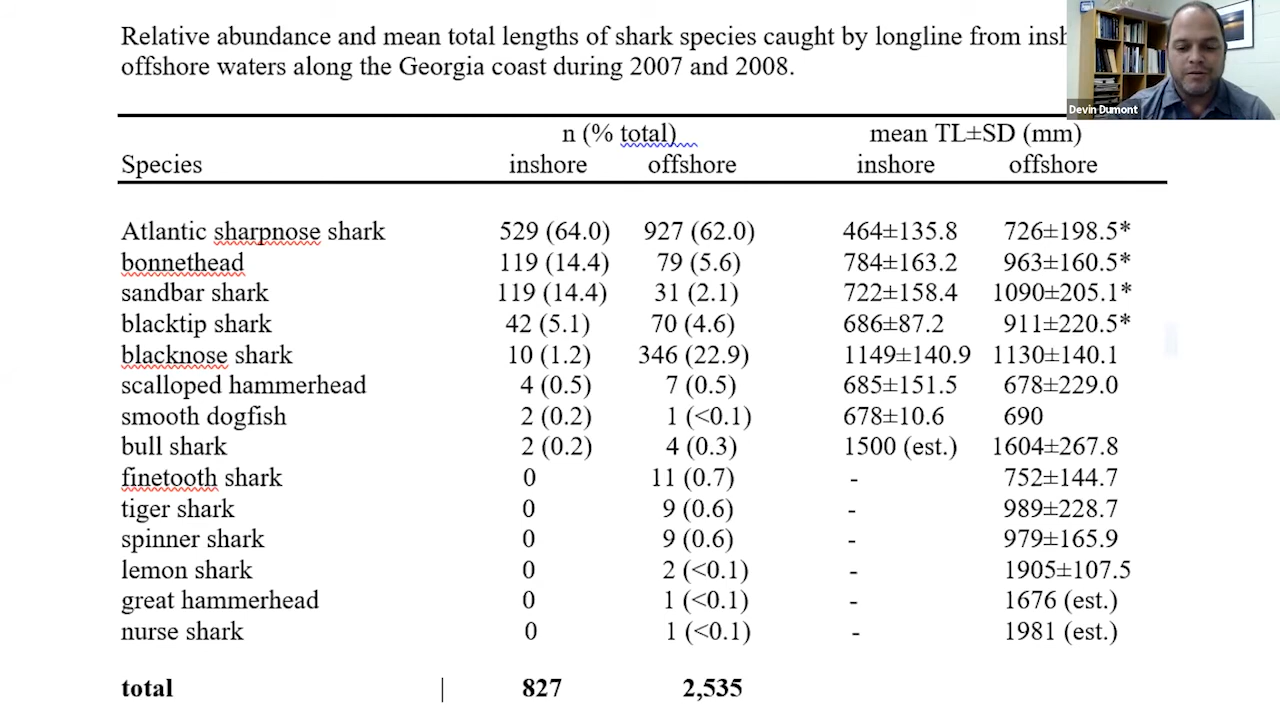 Relative abundance and mean total lengths of shark species caught by longline from
offshore waters along the Georgia coast during 2007 and 2008.
Devin Dumont
n (% total) mean TL±SD (mm)
Species inshore offshore inshore offshore
Atlantic sharpnose shark 529 (64.0) 927 (62.0) 464±135.8 726±198.5*
bonnethead 119 (14.4) 79 (5.6) 784±163.2 963±160.5*
sandbar shark 119 (14.4) 31 (2.1) 722±158.4 1090±205.1*
blacktip shark 42 (5.1) 70 (4.6) 686±87.2 911±220.5*
blacknose shark 10 (1.2) 346 (22.9) 1149±140.9 1130±140.1
scalloped hammerhead 4 (0.5) 7 (0.5) 685±151.5 678±229.0
smooth dogfish 2 (0.2) 1 (<0.1) 678±10.6 690
bull shark 2 (0.2) 4 (0.3) 1500 (est.) 1604±267.8
finetooth shark 0 11 (0.7) - 752±144.7
tiger shark 0 9 (0.6) - 989±228.7
spinner shark 0 9 (0.6) - 979±165.9
lemon shark 0 2 (<0.1) - 1905±107.5
great hammerhead 0 1 (<0.1) - 1676 (est.)
nurse shark 0 1 (<0.1) - 1981 (est.)
total 827 2,535